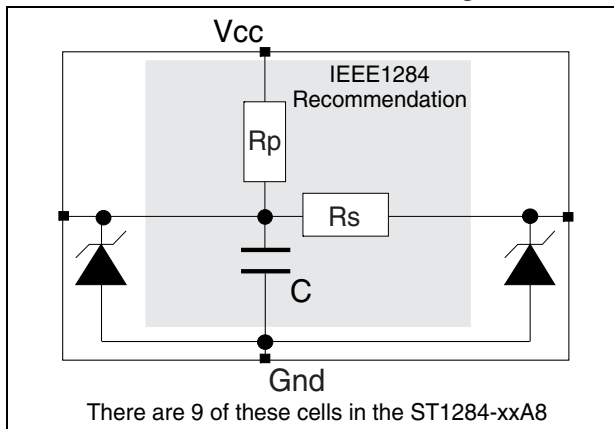 Vcc
IEEE1284
Recommendation
Rp
Rs
C
Gnd
There are 9 of these cells in the ST1284-xxA8